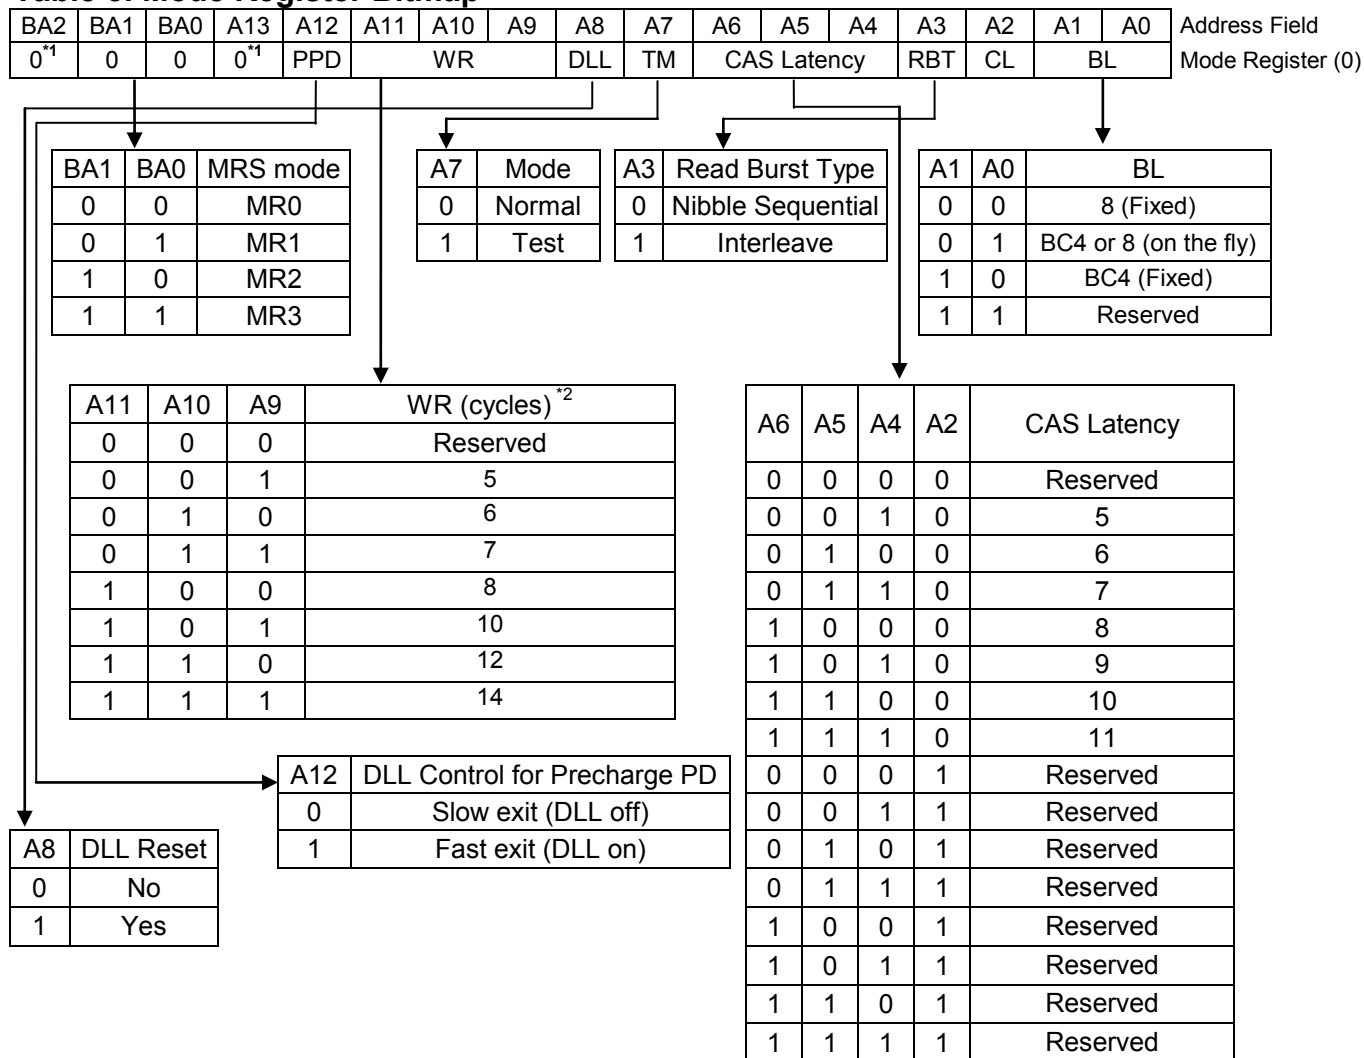 BA2 BA1 BA0 A13 A12 A11 A10 A9 A8 A7 A6 A5 A4 A3 A2 A1 A0 Address Field
0*1 0 0 0*1 PPD WR DLL TM CAS Latency RBT CL BL Mode Register (0)
BA1 BA0 MRS mode
0 0 MR0
0 1 MR1
1 0 MR2
1 1 MR3
A7 Mode
0 Normal
1 Test
A3 Read Burst Type
0 Nibble Sequential
1 Interleave
A1 A0 BL
0 0 8 (Fixed)
0 1 BC4 or 8 (on the fly)
1 0 BC4 (Fixed)
1 1 Reserved
A11 A10 A9 WR (cycles) *2
0 0 0 Reserved
0 0 1 5
0 1 0 6
0 1 1 7
1 0 0 8
1 0 1 10
1 1 0 12
1 1 1 14
A6 A5 A4 A2 CAS Latency
0 0 0 0 Reserved
0 0 1 0 5
0 1 0 0 6
0 1 1 0 7
1 0 0 0 8
1 0 1 0 9
1 1 0 0 10
1 1 1 0 11
0 0 0 1 Reserved
0 0 1 1 Reserved
0 1 0 1 Reserved
0 1 1 1 Reserved
1 0 0 1 Reserved
1 0 1 1 Reserved
1 1 0 1 Reserved
1 1 1 1 Reserved
A12 DLL Control for Precharge PD
0 Slow exit (DLL off)
1 Fast exit (DLL on)
A8 DLL Reset
0 No
1 Yes